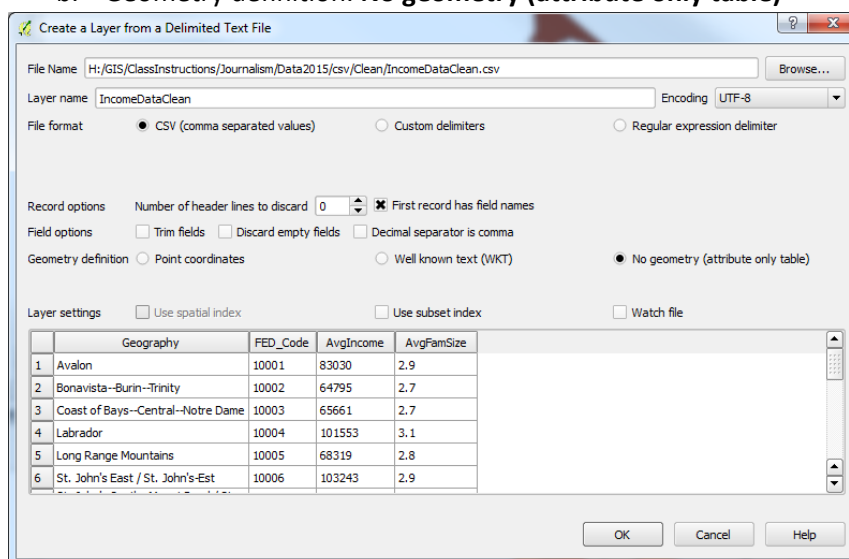 b. Geometry definition: No geometry (attribute only table)
Create a Layer from a Delimited Text File
File Name H:/GIS/ClassInstructions/Journalism/Data2015/csv/Clean/IncomeDataClean.csv Browse...
Layer name IncomeDataClean Encoding UTF-8
File format CSV (comma separated values) Custom delimiters Regular expression delimiter
Record options Number of header lines to discard 0 First record has field names
Field options Trim fields Discard empty fields Decimal separator is comma
Geometry definition Point coordinates Well known text (WKT) No geometry (attribute only table)
Layer settings Use spatial index Use subset index Watch file
Geography FED_Code AvgIncome AvgFamSize
1 Avalon 10001 83030 2.9
2 Bonavista--Burin--Trinity 10002 64795 2.7
3 Coast of Bays--Central--Notre Dame 10003 65661 2.7
4 Labrador 10004 101553 3.1
5 Long Range Mountains 10005 68319 2.8
6 St. John's East / St. John's-Est 10006 103243 2.9
OK Cancel Help